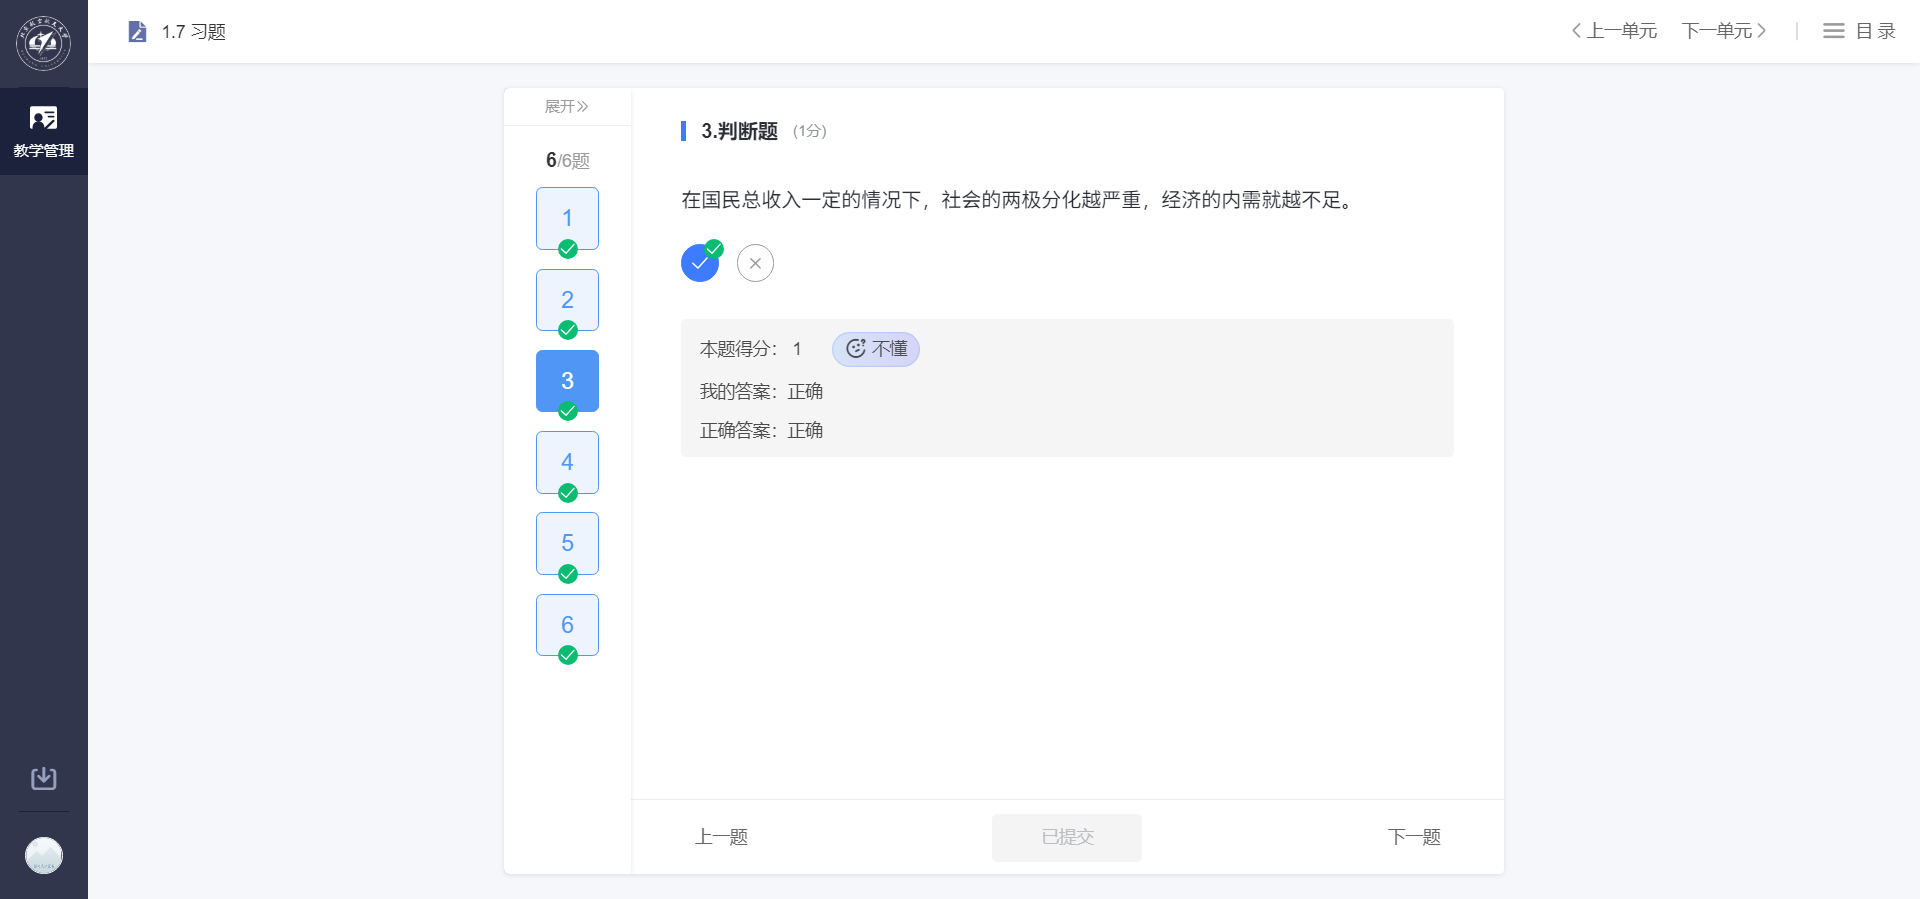 1.7 习题
上一单元
下一单元
目录
教学管理
展开
6/6题
1
2
3
4
5
6
3.判断题 (1分)
在国民总收入一定的情况下，社会的两极分化越严重，经济的内需就越不足。
本题得分： 1 不懂
我的答案：正确
正确答案：正确
上一题
已提交
下一题